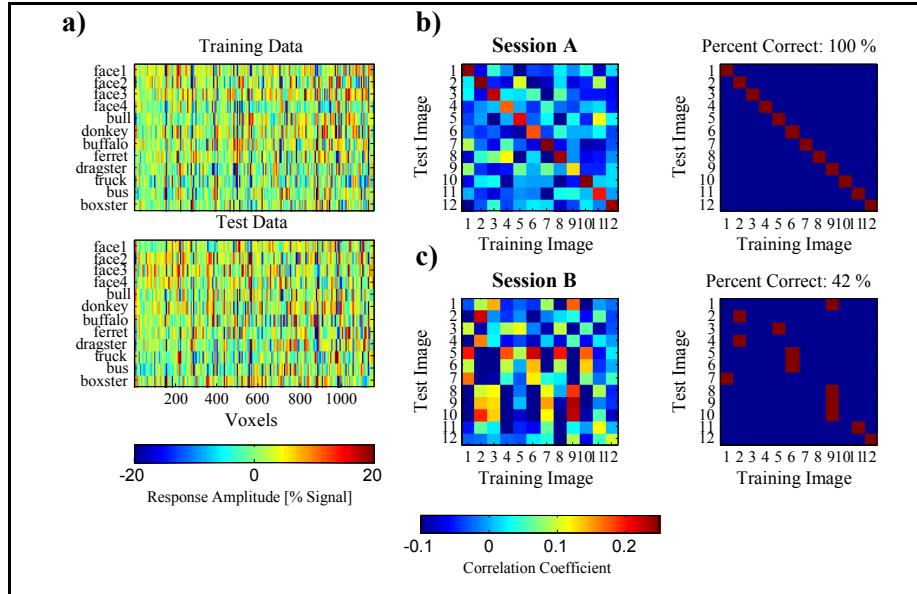 a)
Training Data
face1
face2
face3
face4
bull
donkey
buffalo
ferret
dragster
truck
bus
boxster
Test Data
face1
face2
face3
face4
bull
donkey
buffalo
ferret
dragster
truck
bus
boxster
200 400 600 800 1000
Voxels
-20 0 20
Response Amplitude [% Signal]
b)
Session A
Test Image
1
2
3
4
5
6
7
8
9
10
11
12
1 2 3 4 5 6 7 8 9 10 11 12
Training Image
Percent Correct: 100 %
Test Image
1
2
3
4
5
6
7
8
9
10
11
12
1 2 3 4 5 6 7 8 9 10 11 12
Training Image
c)
Session B
Test Image
1
2
3
4
5
6
7
8
9
10
11
12
1 2 3 4 5 6 7 8 9 10 11 12
Training Image
Percent Correct: 42 %
Test Image
1
2
3
4
5
6
7
8
9
10
11
12
1 2 3 4 5 6 7 8 9 10 11 12
Training Image
-0.1 0 0.1 0.2
Correlation Coefficient